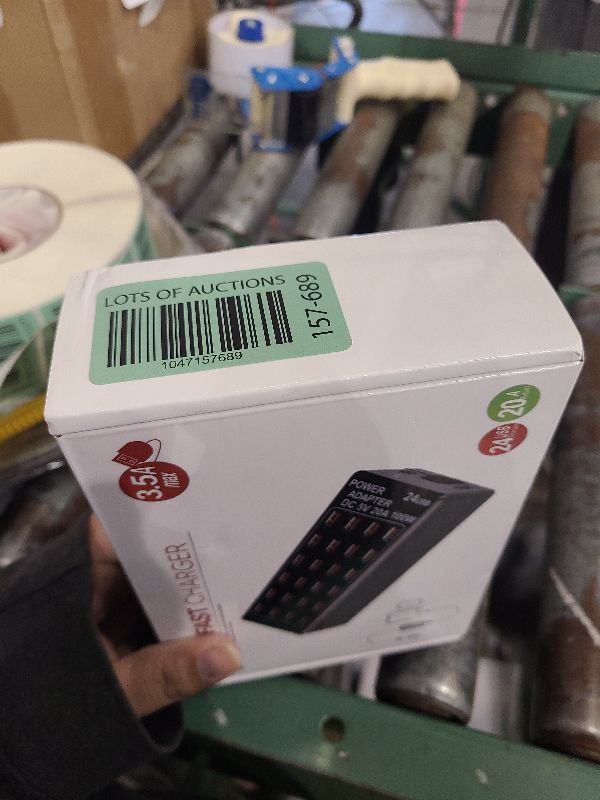 LOTS OF AUCTIONS
1047157689
157-689
20A
24USB
3.5A
max
POWER
ADAPTER
24USB
DC 5V 20A 100W
FAST CHARGER